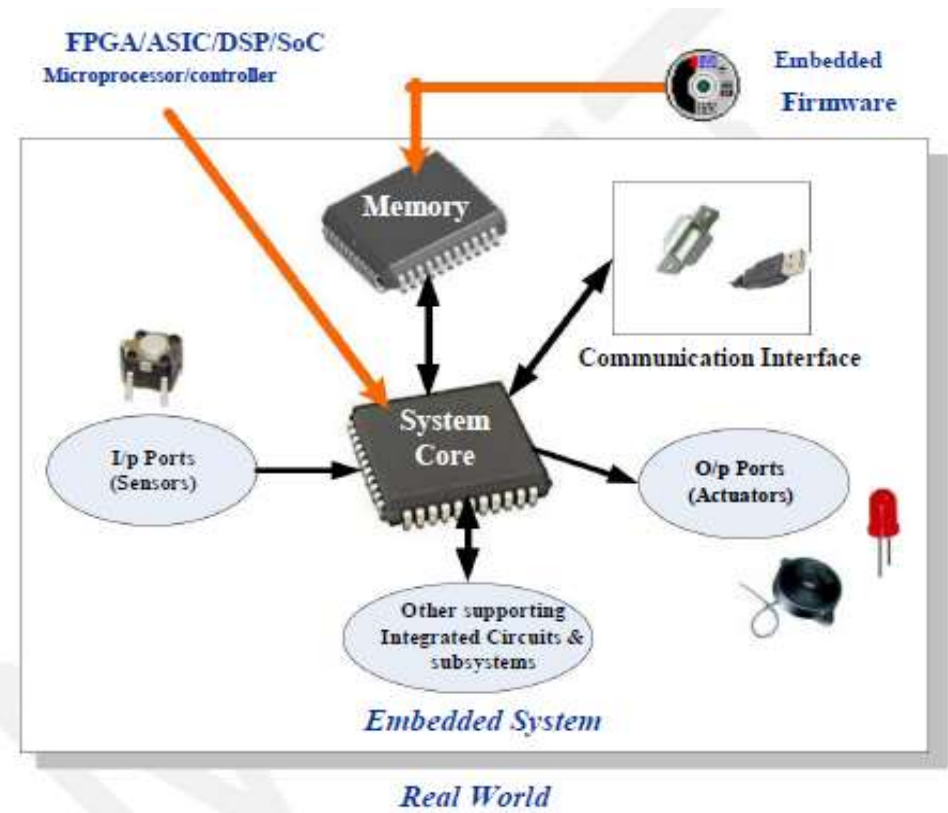 FPGA/ASIC/DSP/SoC
Microprocessor/controller
Embedded
Firmware
Memory
Communication Interface
System
Core
I/p Ports
(Sensors)
O/p Ports
(Actuators)
Other supporting
Integrated Circuits &
subsystems
Embedded System
Real World